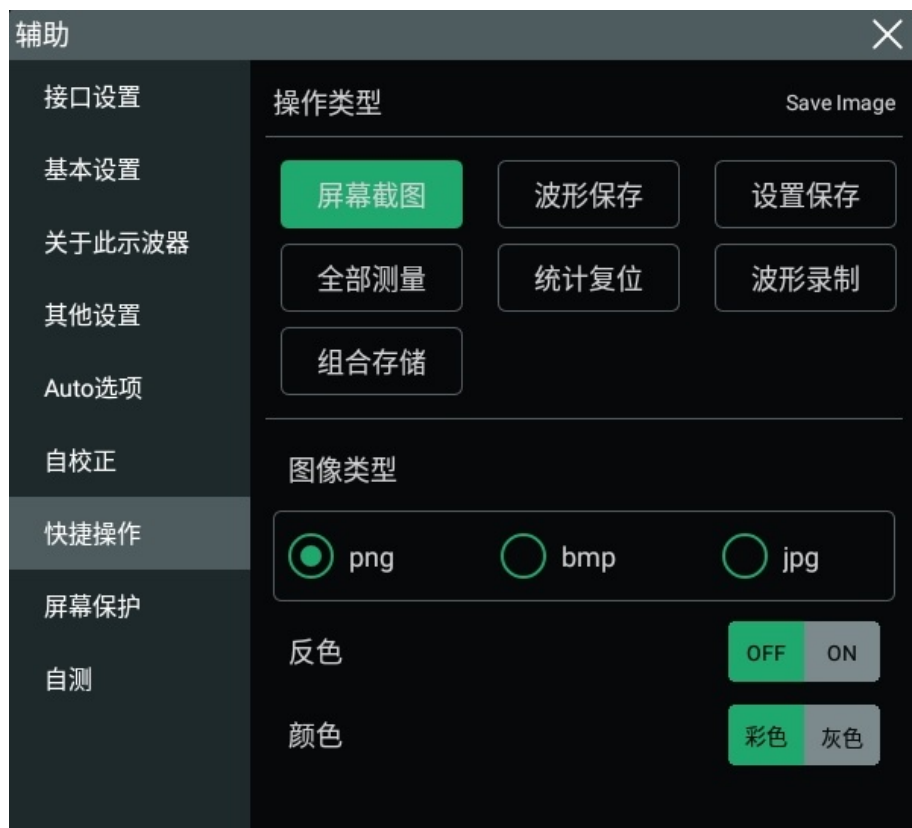 辅助
接口设置
基本设置
关于此示波器
其他设置
Auto选项
自校正
快捷操作
屏幕保护
自测
操作类型 Save Image
屏幕截图 波形保存 设置保存
全部测量 统计复位 波形录制
组合存储
图像类型
png bmp jpg
反色 OFF ON
颜色 彩色 灰色